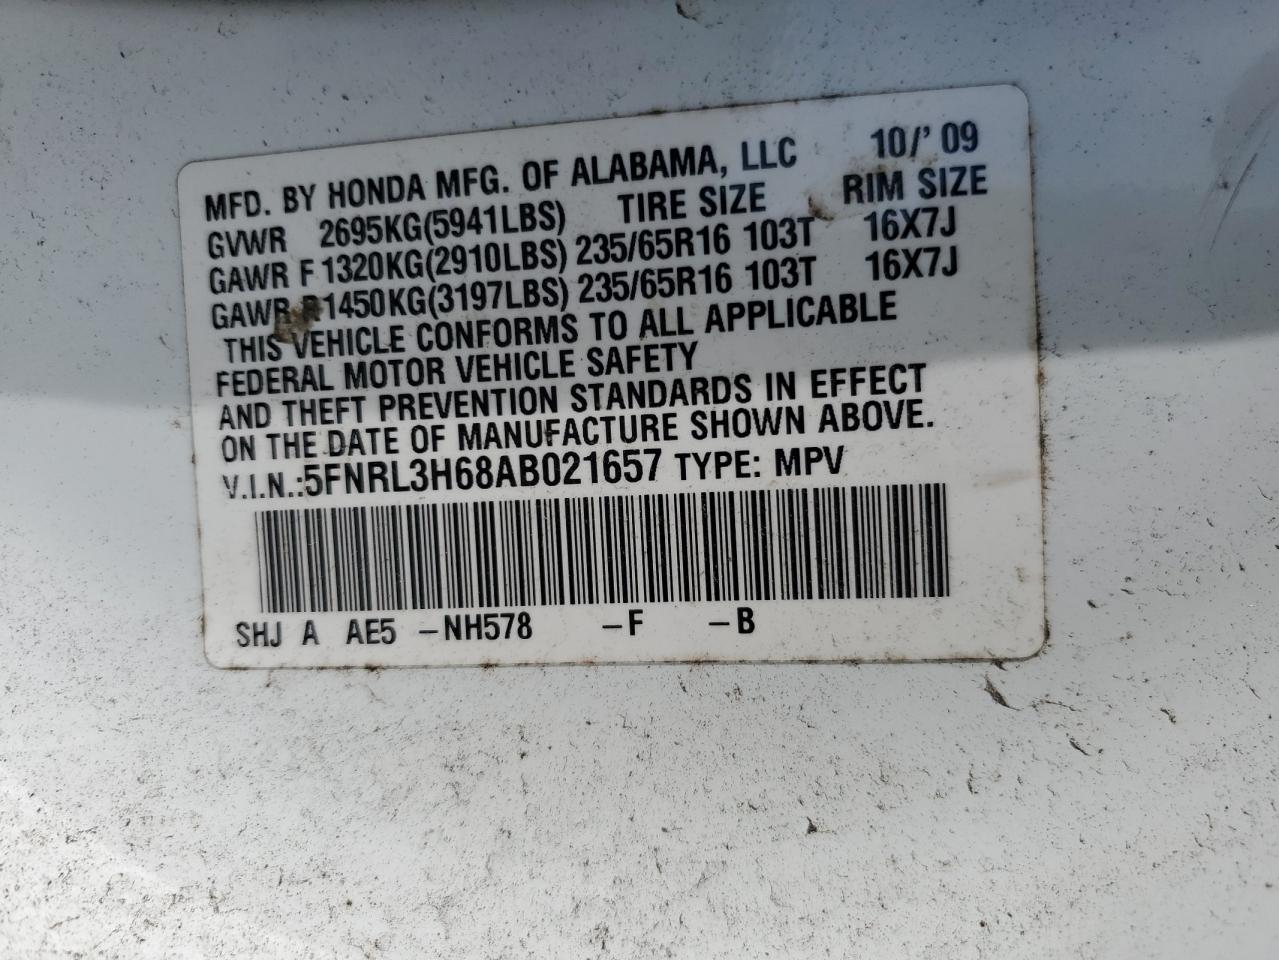 MFD. BY HONDA MFG. OF ALABAMA, LLC 10/' 09
GVWR 2695KG(5941LBS) TIRE SIZE RIM SIZE
GAWR F 1320KG(2910LBS) 235/65R16 103T 16X7J
GAWR R 1450KG(3197LBS) 235/65R16 103T 16X7J
THIS VEHICLE CONFORMS TO ALL APPLICABLE
FEDERAL MOTOR VEHICLE SAFETY
AND THEFT PREVENTION STANDARDS IN EFFECT
ON THE DATE OF MANUFACTURE SHOWN ABOVE.
V.I.N.:5FNRL3H68AB021657 TYPE: MPV
SHJ A AE5 –NH578 –F –B